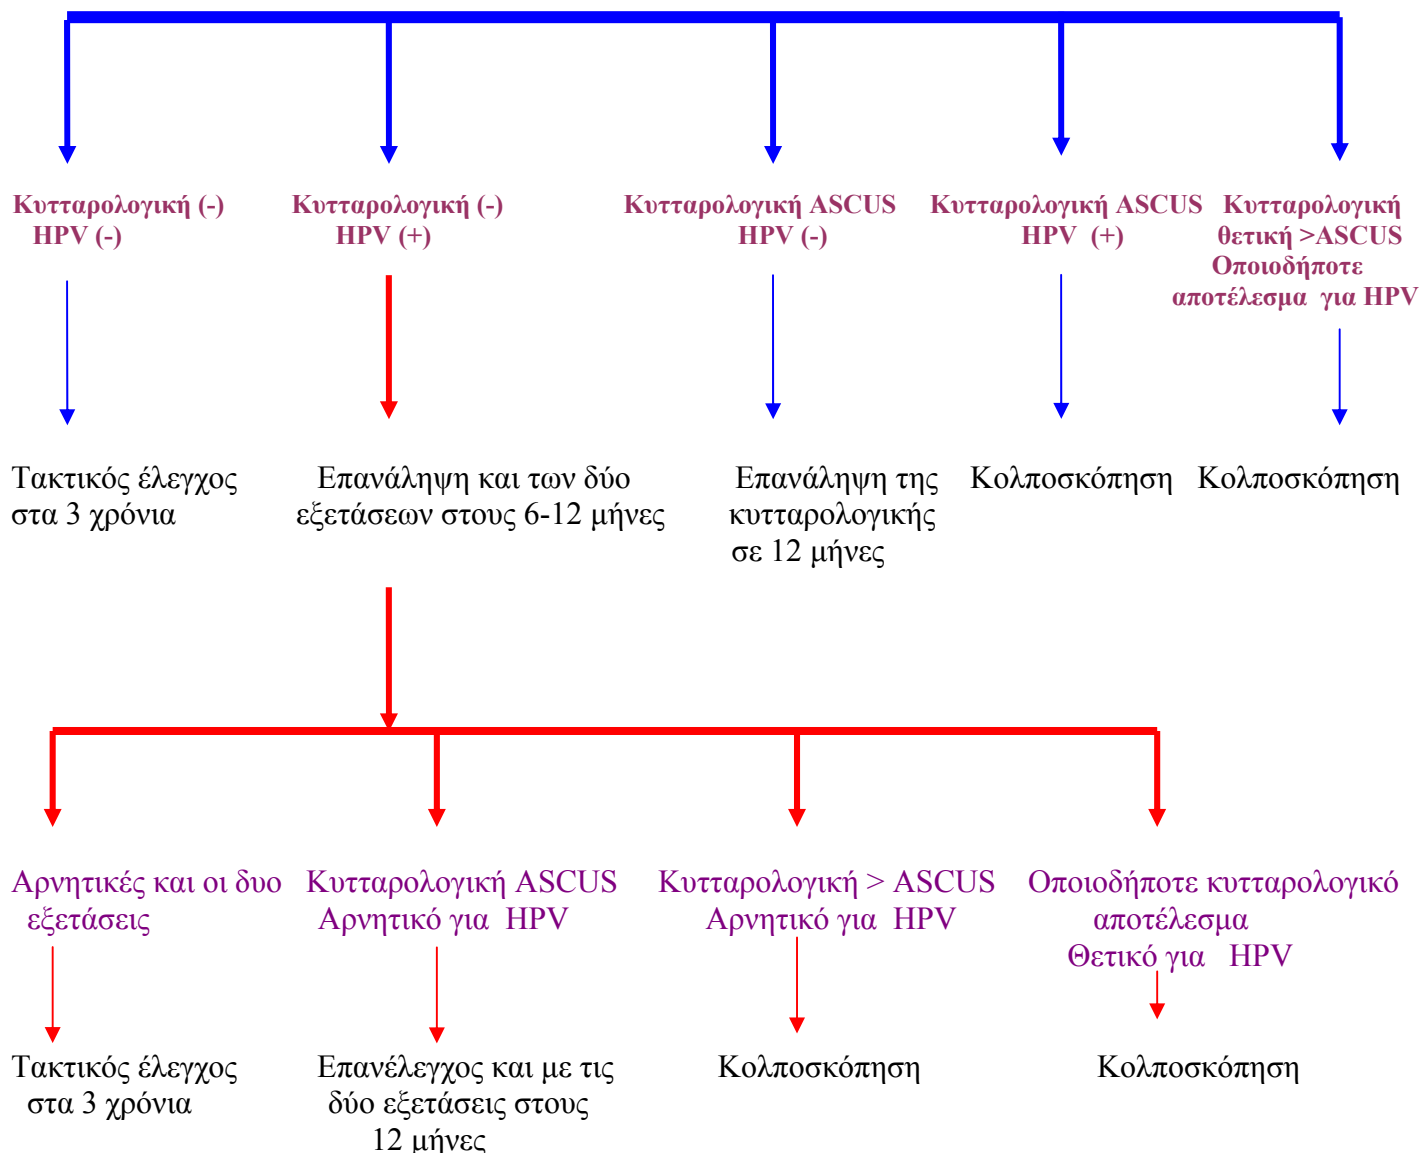 Κυτταρολογική (-)
HPV (-)
Κυτταρολογική (-)
HPV (+)
Κυτταρολογική ASCUS
HPV (-)
Κυτταρολογική ASCUS
HPV (+)
Κυτταρολογική
θετική >ASCUS
Οποιοδήποτε
αποτέλεσμα για HPV
Τακτικός έλεγχος
στα 3 χρόνια
Επανάληψη και των δύο
εξετάσεων στους 6-12 μήνες
Επανάληψη της
κυτταρολογικής
σε 12 μήνες
Κολποσκόπηση
Κολποσκόπηση
Αρνητικές και οι δυο
εξετάσεις
Κυτταρολογική ASCUS
Αρνητικό για HPV
Κυτταρολογική > ASCUS
Αρνητικό για HPV
Οποιοδήποτε κυτταρολογικό
αποτέλεσμα
Θετικό για HPV
Τακτικός έλεγχος
στα 3 χρόνια
Επανέλεγχος και με τις
δύο εξετάσεις στους
12 μήνες
Κολποσκόπηση
Κολποσκόπηση